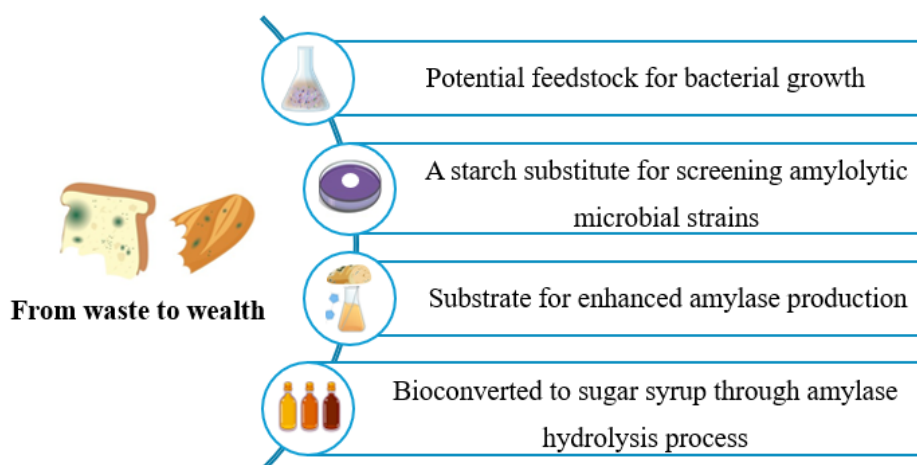 Potential feedstock for bacterial growth
A starch substitute for screening amylolytic
microbial strains
From waste to wealth
Substrate for enhanced amylase production
Bioconverted to sugar syrup through amylase
hydrolysis process